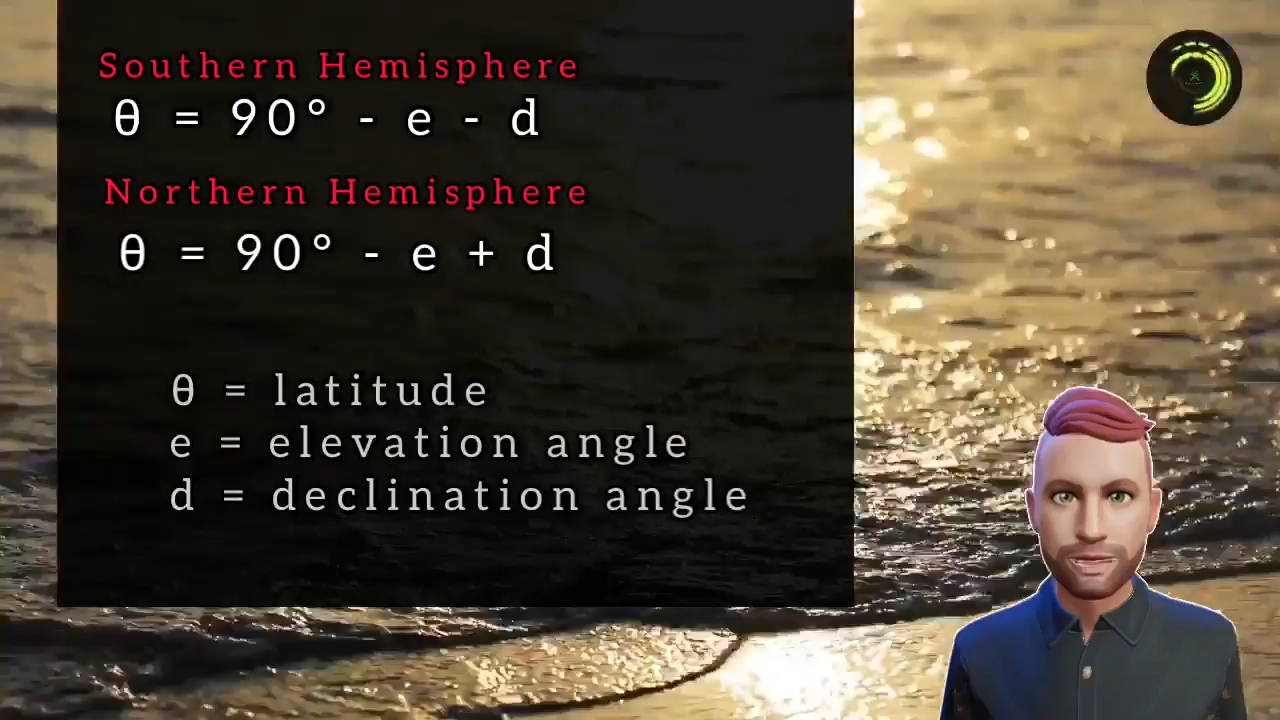 Southern Hemisphere
θ = 90° - e - d
Northern Hemisphere
θ = 90° - e + d
θ = latitude
e = elevation angle
d = declination angle